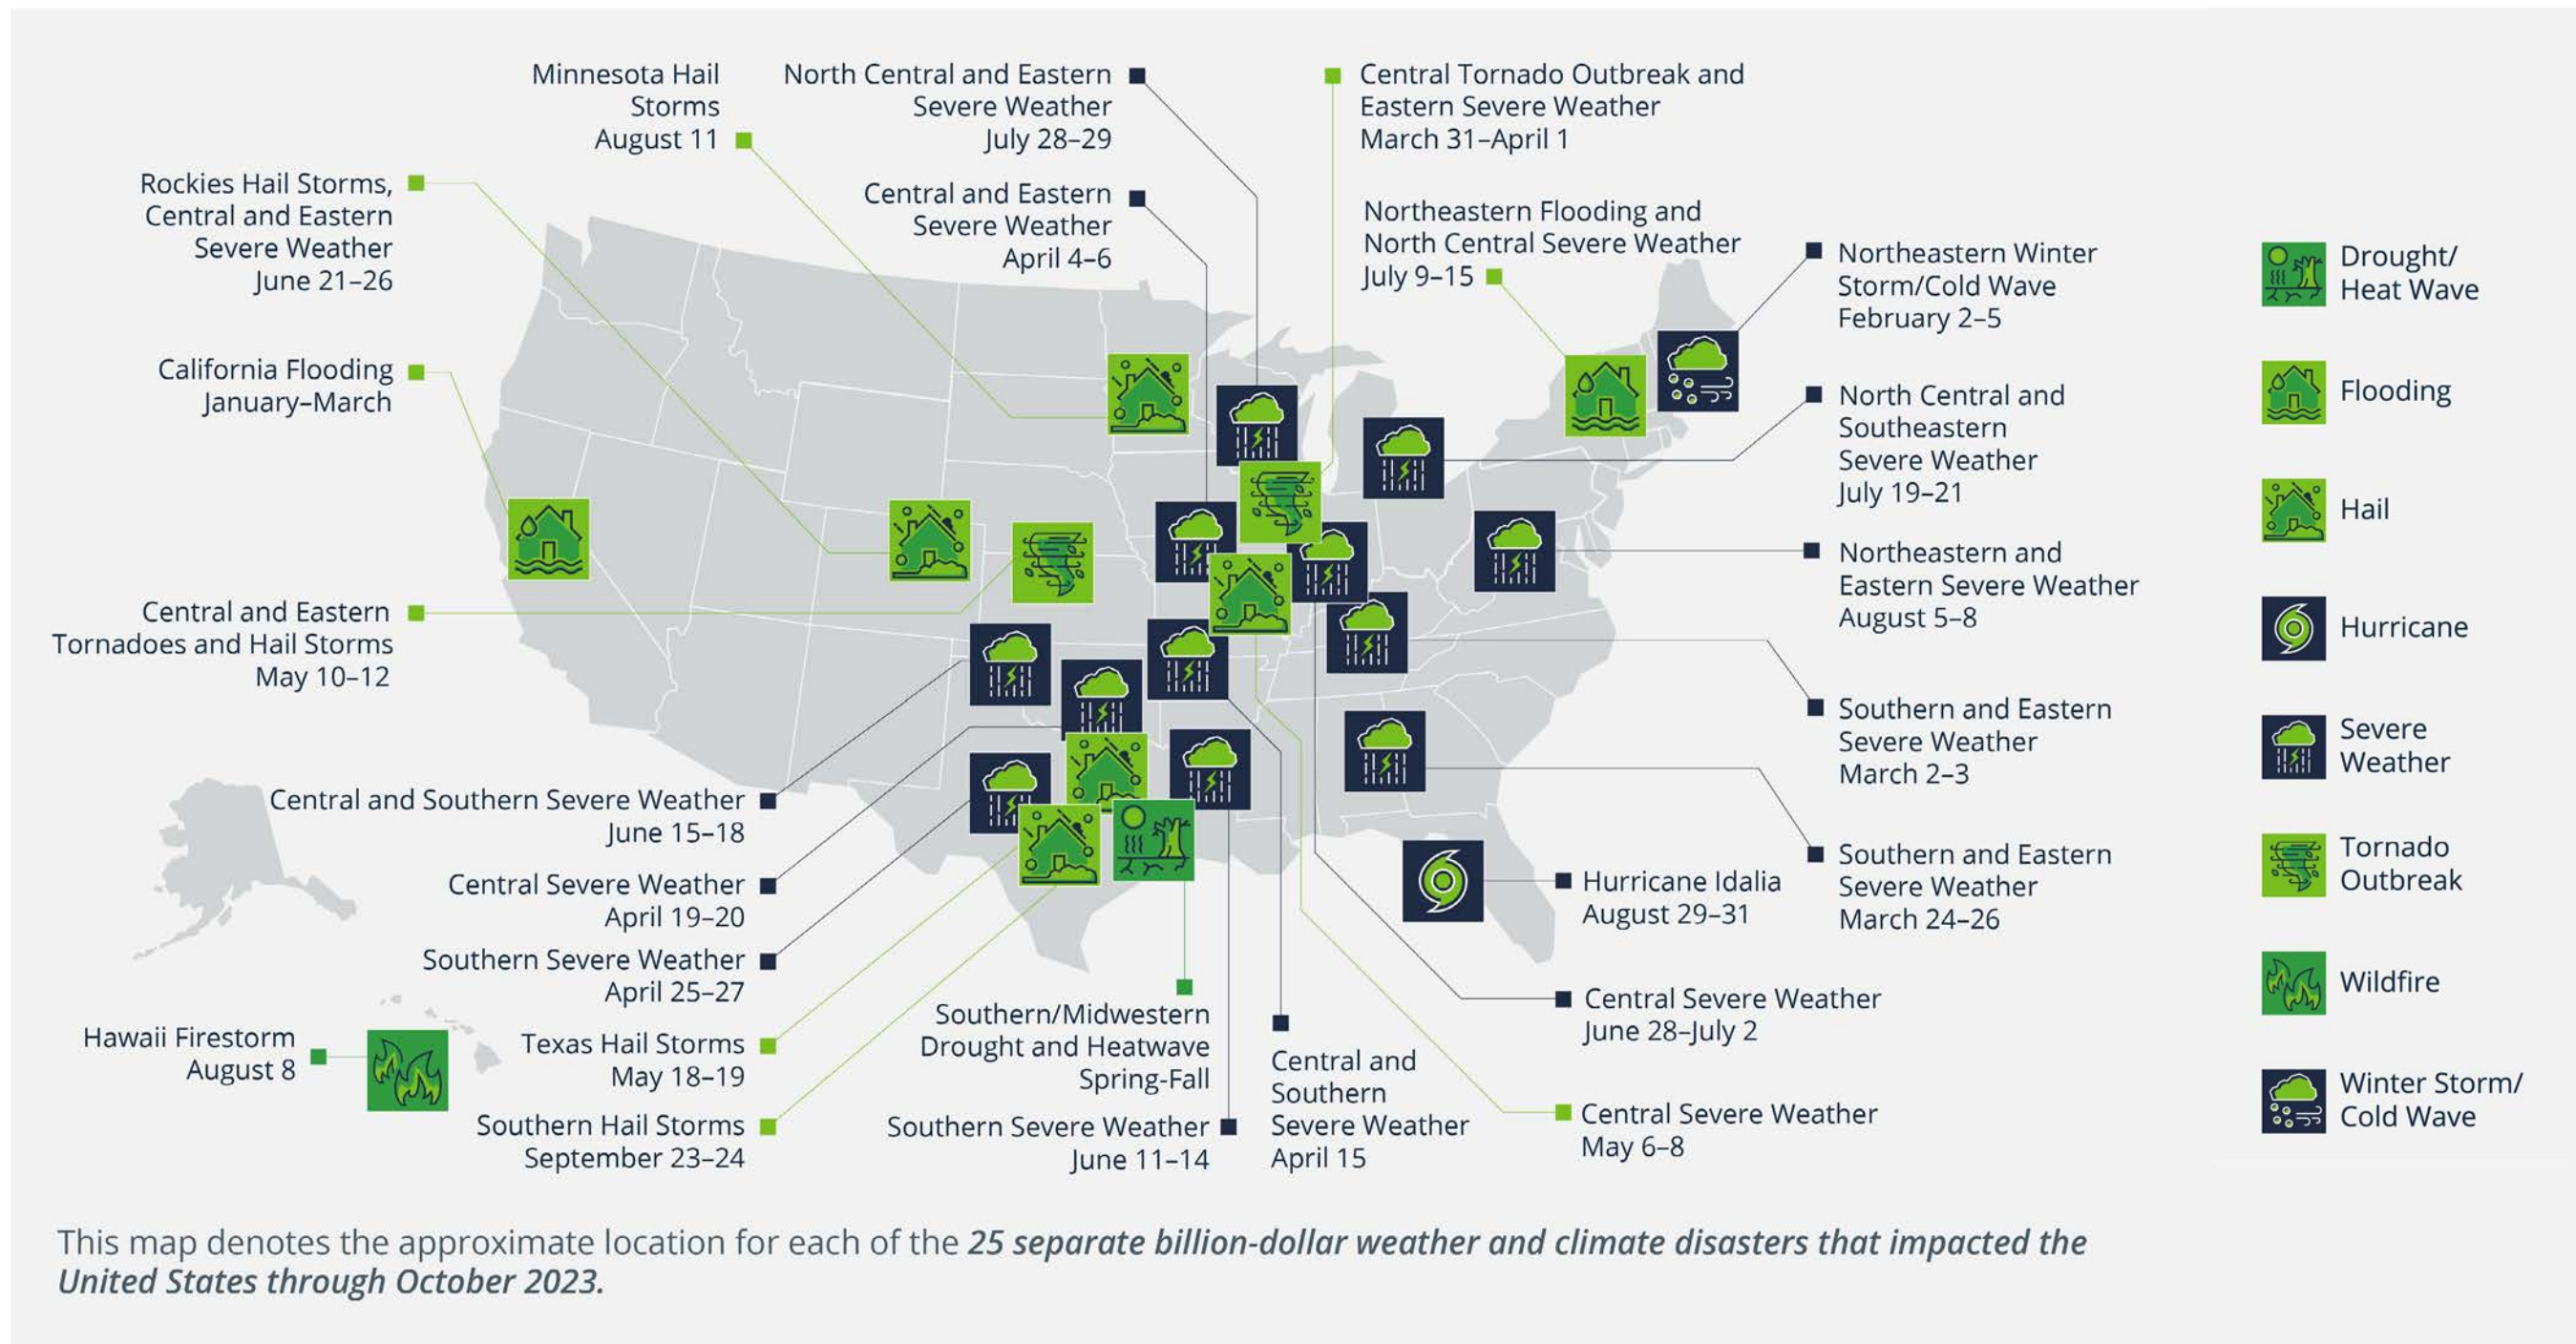 Minnesota Hail
Storms
August 11
North Central and Eastern
Severe Weather
July 28–29
Central Tornado Outbreak and
Eastern Severe Weather
March 31–April 1
Rockies Hail Storms,
Central and Eastern
Severe Weather
June 21–26
Central and Eastern
Severe Weather
April 4–6
Northeastern Flooding and
North Central Severe Weather
July 9–15
Northeastern Winter
Storm/Cold Wave
February 2–5
California Flooding
January–March
North Central and
Southeastern
Severe Weather
July 19–21
Northeastern and
Eastern Severe Weather
August 5–8
Central and Eastern
Tornadoes and Hail Storms
May 10–12
Southern and Eastern
Severe Weather
March 2–3
Central and Southern Severe Weather
June 15–18
Southern and Eastern
Severe Weather
March 24–26
Central Severe Weather
April 19–20
Hurricane Idalia
August 29–31
Southern Severe Weather
April 25–27
Central Severe Weather
June 28–July 2
Hawaii Firestorm
August 8
Texas Hail Storms
May 18–19
Southern/Midwestern
Drought and Heatwave
Spring-Fall
Central and
Southern
Severe Weather
April 15
Southern Hail Storms
September 23–24
Southern Severe Weather
June 11–14
Central Severe Weather
May 6–8
Drought/
Heat Wave
Flooding
Hail
Hurricane
Severe
Weather
Tornado
Outbreak
Wildfire
Winter Storm/
Cold Wave
This map denotes the approximate location for each of the 25 separate billion-dollar weather and climate disasters that impacted the
United States through October 2023.